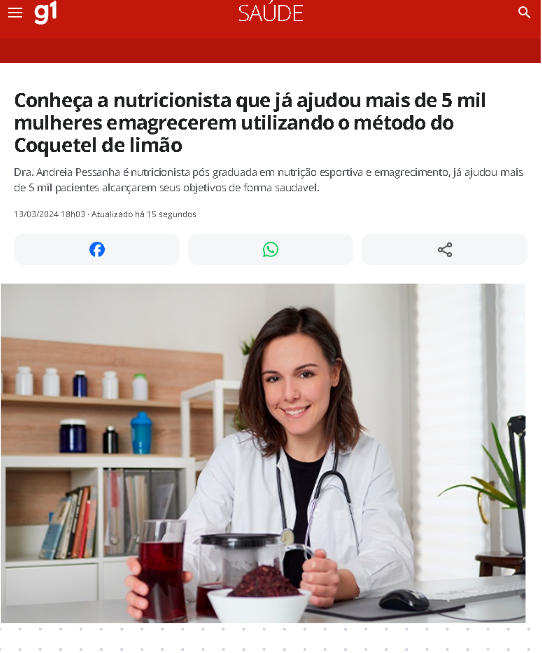 g1
SAÚDE
Conheça a nutricionista que já ajudou mais de 5 mil
mulheres emagrecerem utilizando o método do
Coquetel de limão
Dra. Andreia Pessanha é nutricionista pós graduada em nutrição esportiva e emagrecimento, já ajudou mais
de 5 mil pacientes alcançarem seus objetivos de forma saudavel.
13/03/2024 18h03 · Atualizado há 15 segundos